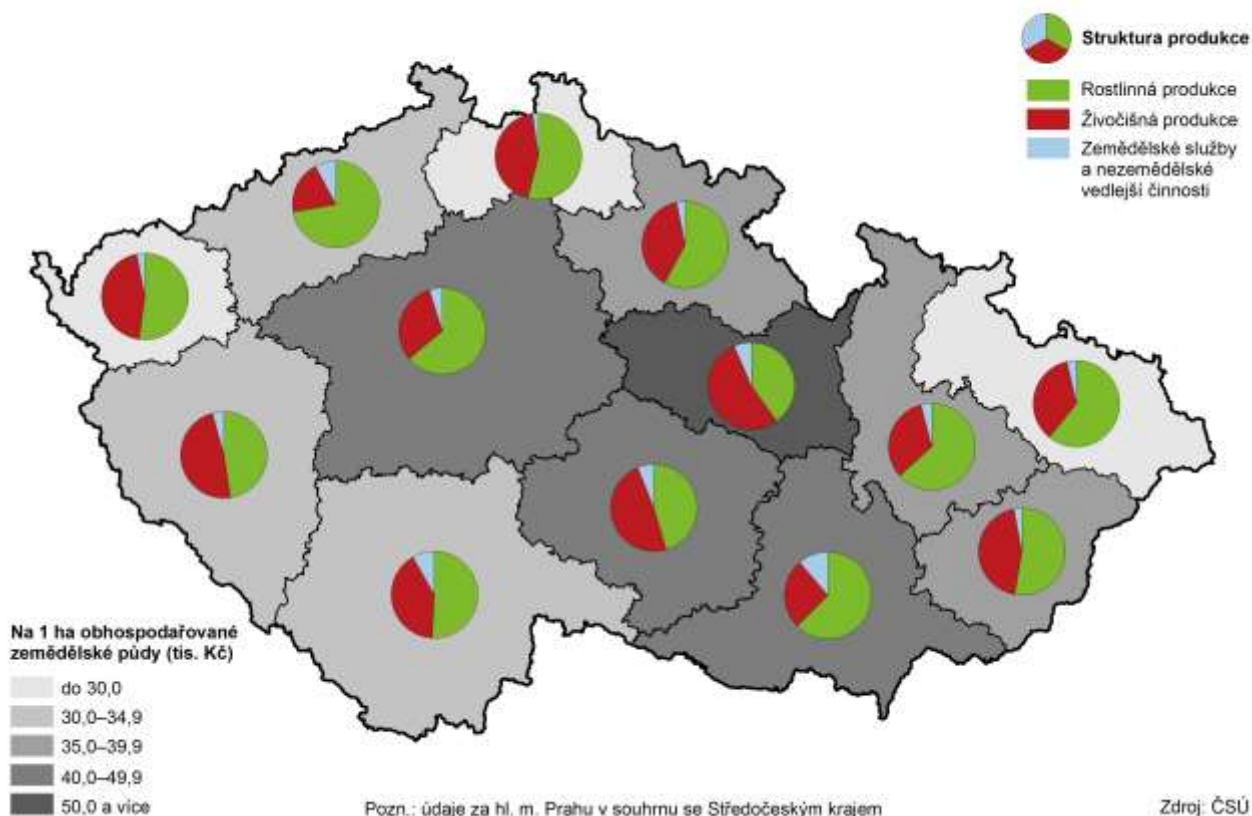 Struktura produkce
Rostlinná produkce
Živočišná produkce
Zemědělské služby
a nezemědělské
vedlejší činnosti
Na 1 ha obhospodařované
zemědělské půdy (tis. Kč)
do 30,0
30,0–34,9
35,0–39,9
40,0–49,9
50,0 a více
Pozn.: údaje za hl. m. Prahu v souhrnu se Středočeským krajem
Zdroj: ČSÚ